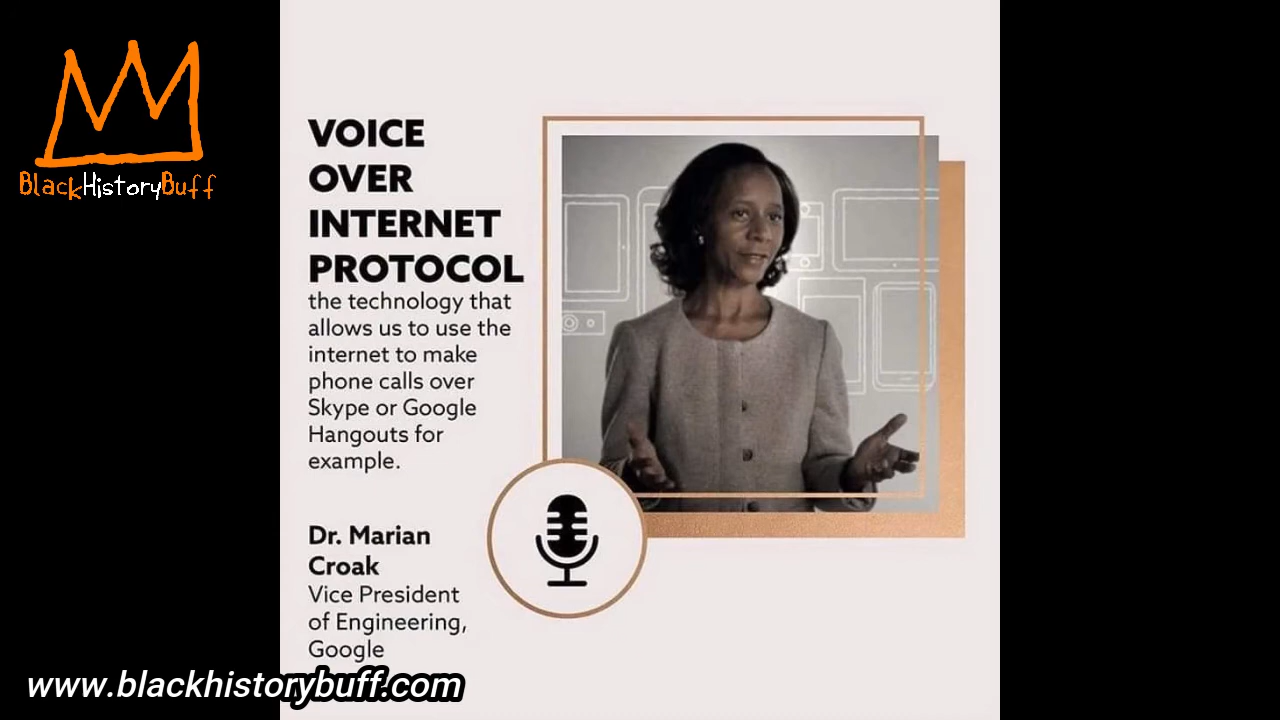 BlackHistoryBuff
VOICE
OVER
INTERNET
PROTOCOL
the technology that
allows us to use the
internet to make
phone calls over
Skype or Google
Hangouts for
example.
Dr. Marian
Croak
Vice President
of Engineering,
Google
www.blackhistorybuff.com